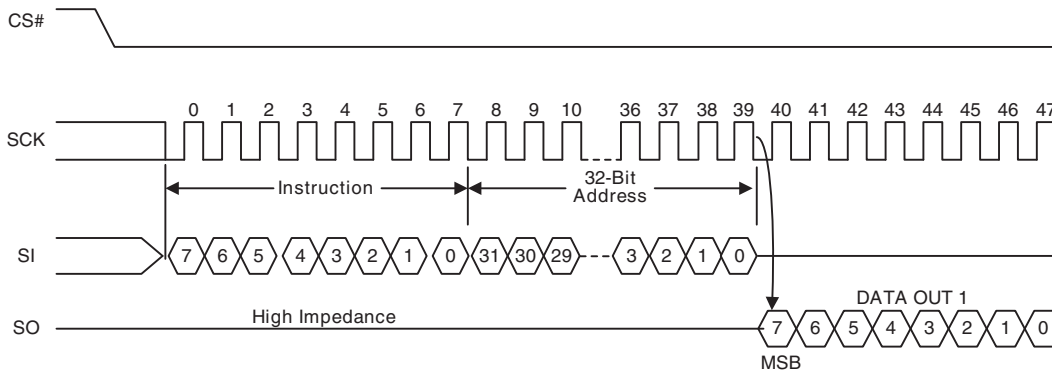 CS#
0 1 2 3 4 5 6 7 8 9 10 36 37 38 39 40 41 42 43 44 45 46 47
SCK
Instruction
32-Bit
Address
SI
7 6 5 4 3 2 1 0 31 30 29 3 2 1 0
DATA OUT 1
High Impedance
SO
7 6 5 4 3 2 1 0
MSB